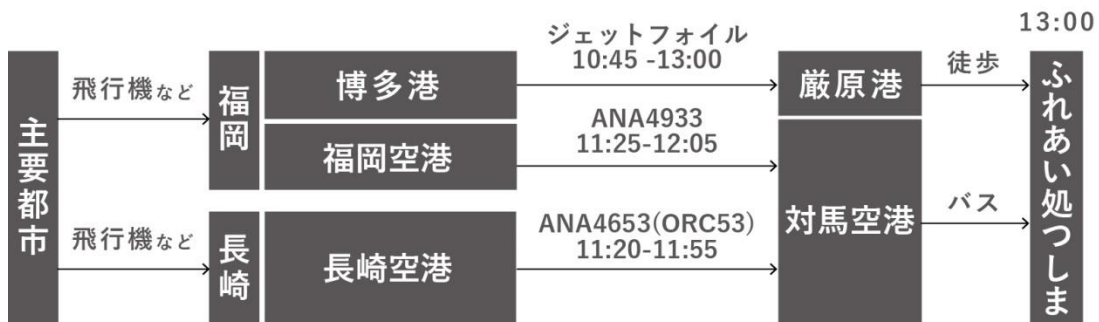 主要都市
飛行機など
福岡
博多港
ジェットフォイル
10:45 -13:00
厳原港
徒歩
13:00
ふれあい処つしま
福岡空港
ANA4933
11:25-12:05
対馬空港
バス
飛行機など
長崎
長崎空港
ANA4653(ORC53)
11:20-11:55